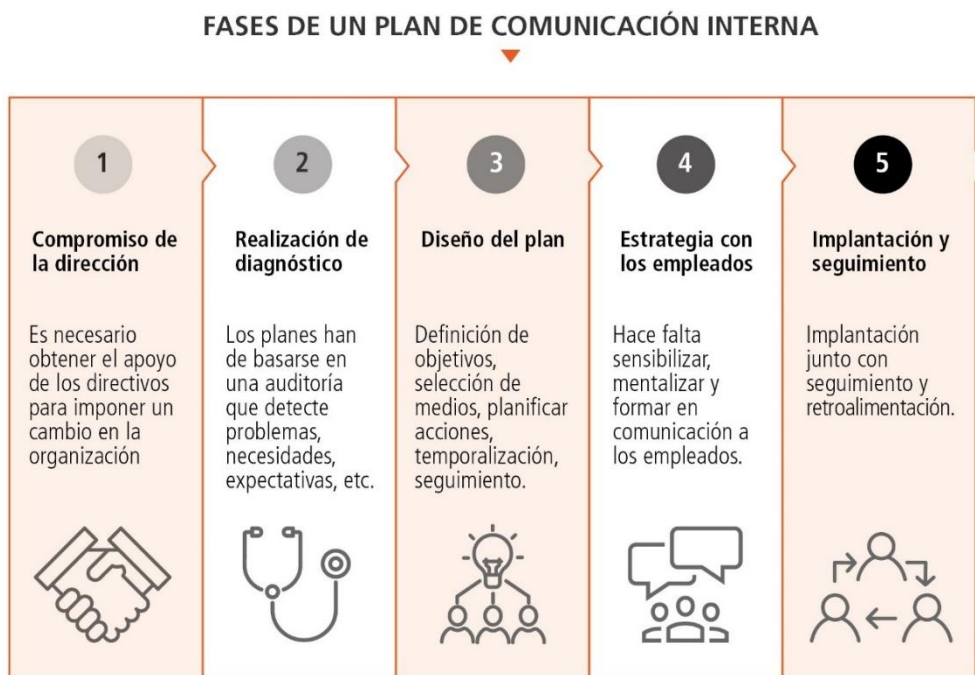 FASES DE UN PLAN DE COMUNICACIÓN INTERNA
1
Compromiso de
la dirección
Es necesario
obtener el apoyo
de los directivos
para imponer un
cambio en la
organización
2
Realización de
diagnóstico
Los planes han
de basarse en
una auditoría
que detecte
problemas,
necesidades,
expectativas, etc.
3
Diseño del plan
Definición de
objetivos,
selección de
medios, planificar
acciones,
temporalización,
seguimiento.
4
Estrategia con
los empleados
Hace falta
sensibilizar,
mentalizar y
formar en
comunicación a
los empleados.
5
Implantación y
seguimiento
Implantación
junto con
seguimiento y
retroalimentación.